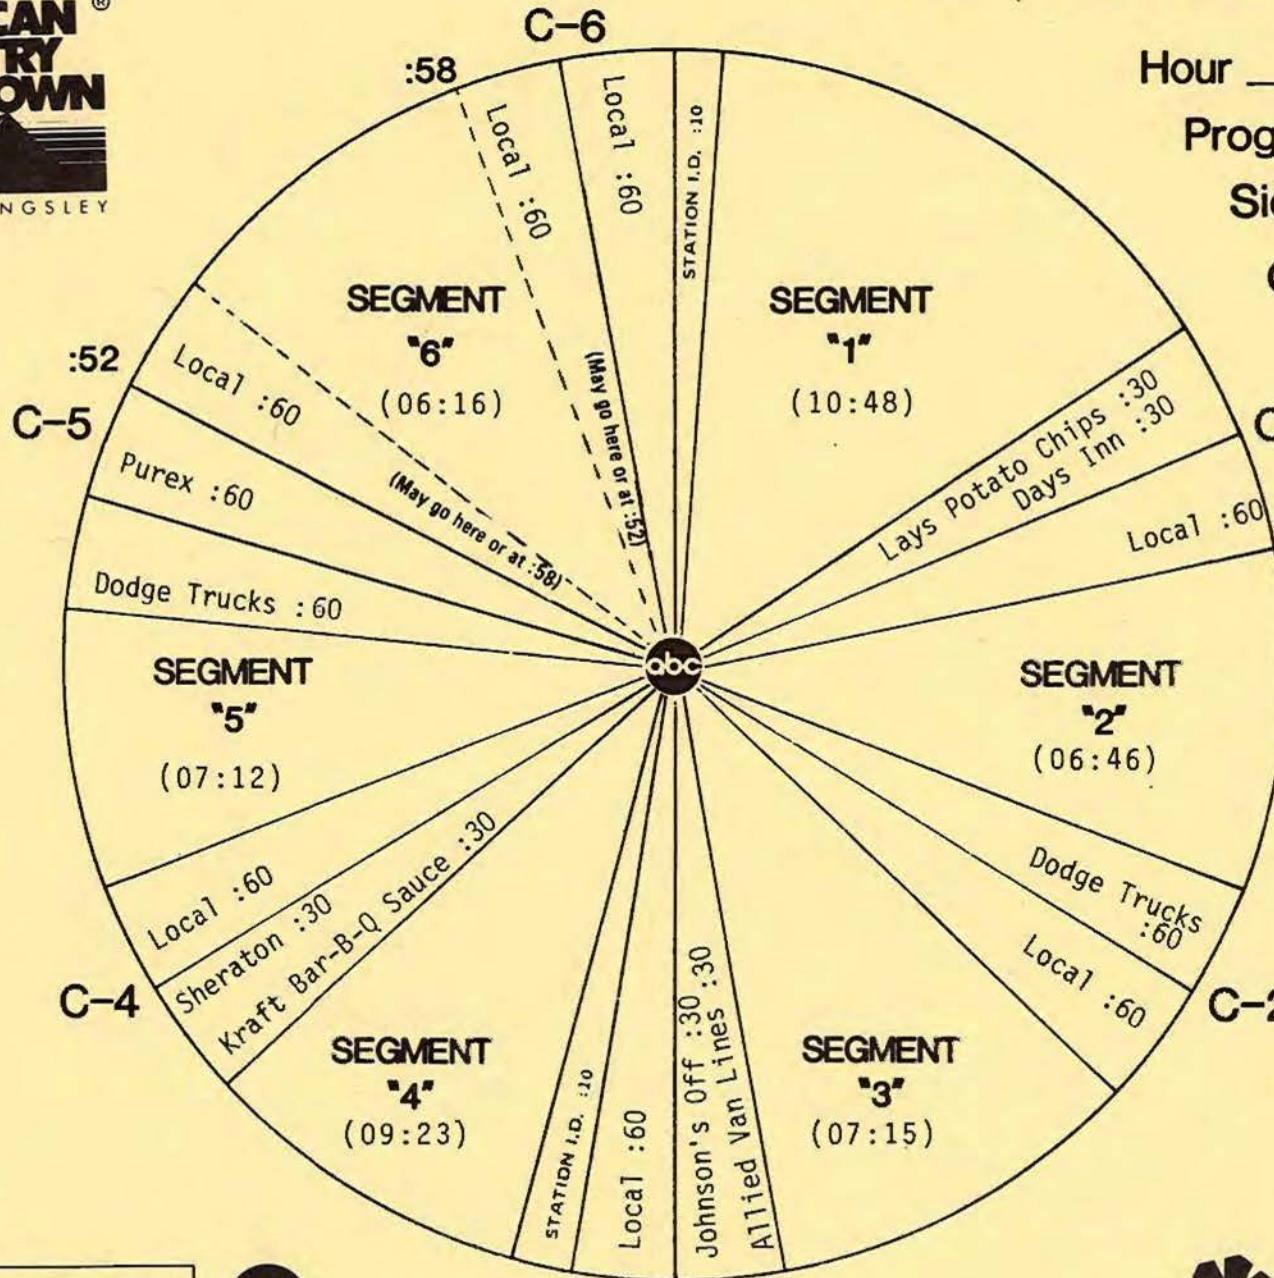 ®
CAN
TRY
OWN
NGSLEY
C-6
:58
Hour
Local :60
Local :60
(May go here or at :52)
STATION I.D. :10
SEGMENT
"1"
(10:48)
Lays Potato Chips :30
Days Inn :30
Local :60
SEGMENT
"2"
(06:46)
Dodge Trucks
:60
Local :60
C-2
SEGMENT
"3"
(07:15)
Johnson's Off :30
Allied Van Lines :30
Local :60
STATION I.D. :10
SEGMENT
"4"
(09:23)
Kraft Bar-B-Q Sauce :30
Sheraton :30
C-4
Local :60
SEGMENT
"5"
(07:12)
Dodge Trucks :60
Purex :60
C-5
:52
Local :60
(May go here or at :58)
SEGMENT
"6"
(06:16)
abc